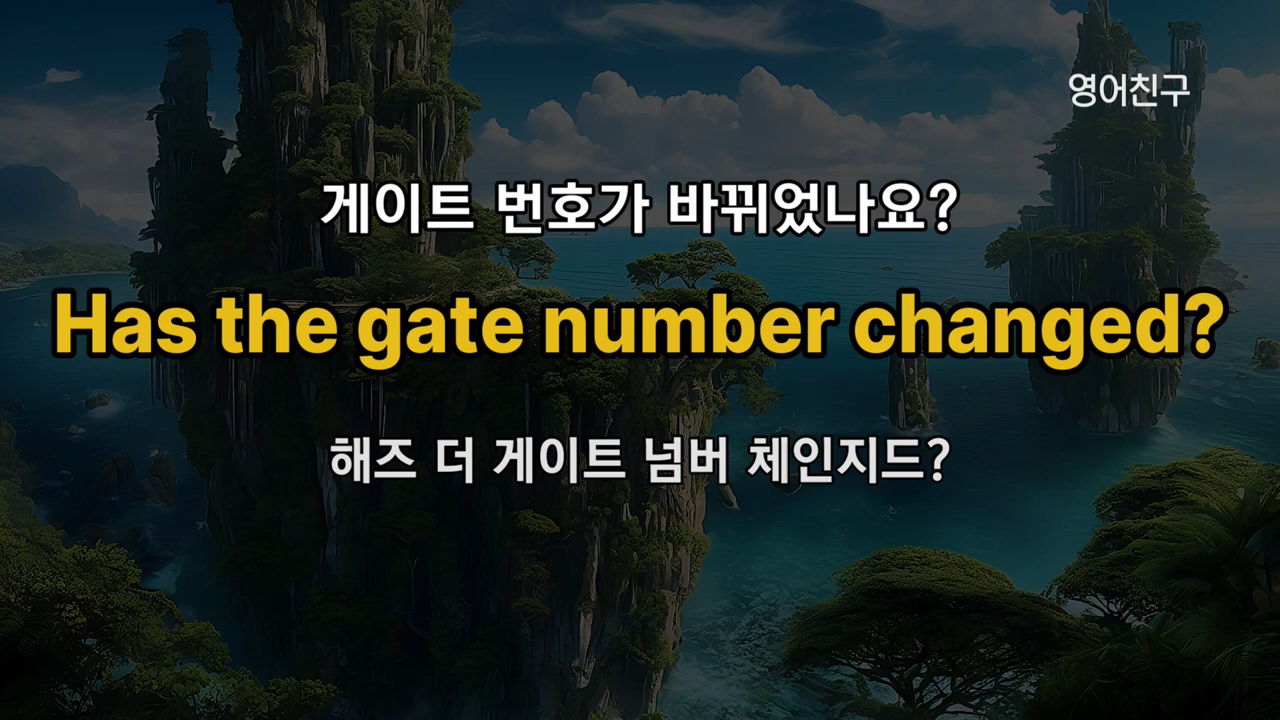 영어친구
게이트 번호가 바뀌었나요?
Has the gate number changed?
해즈 더 게이트 넘버 체인지드?